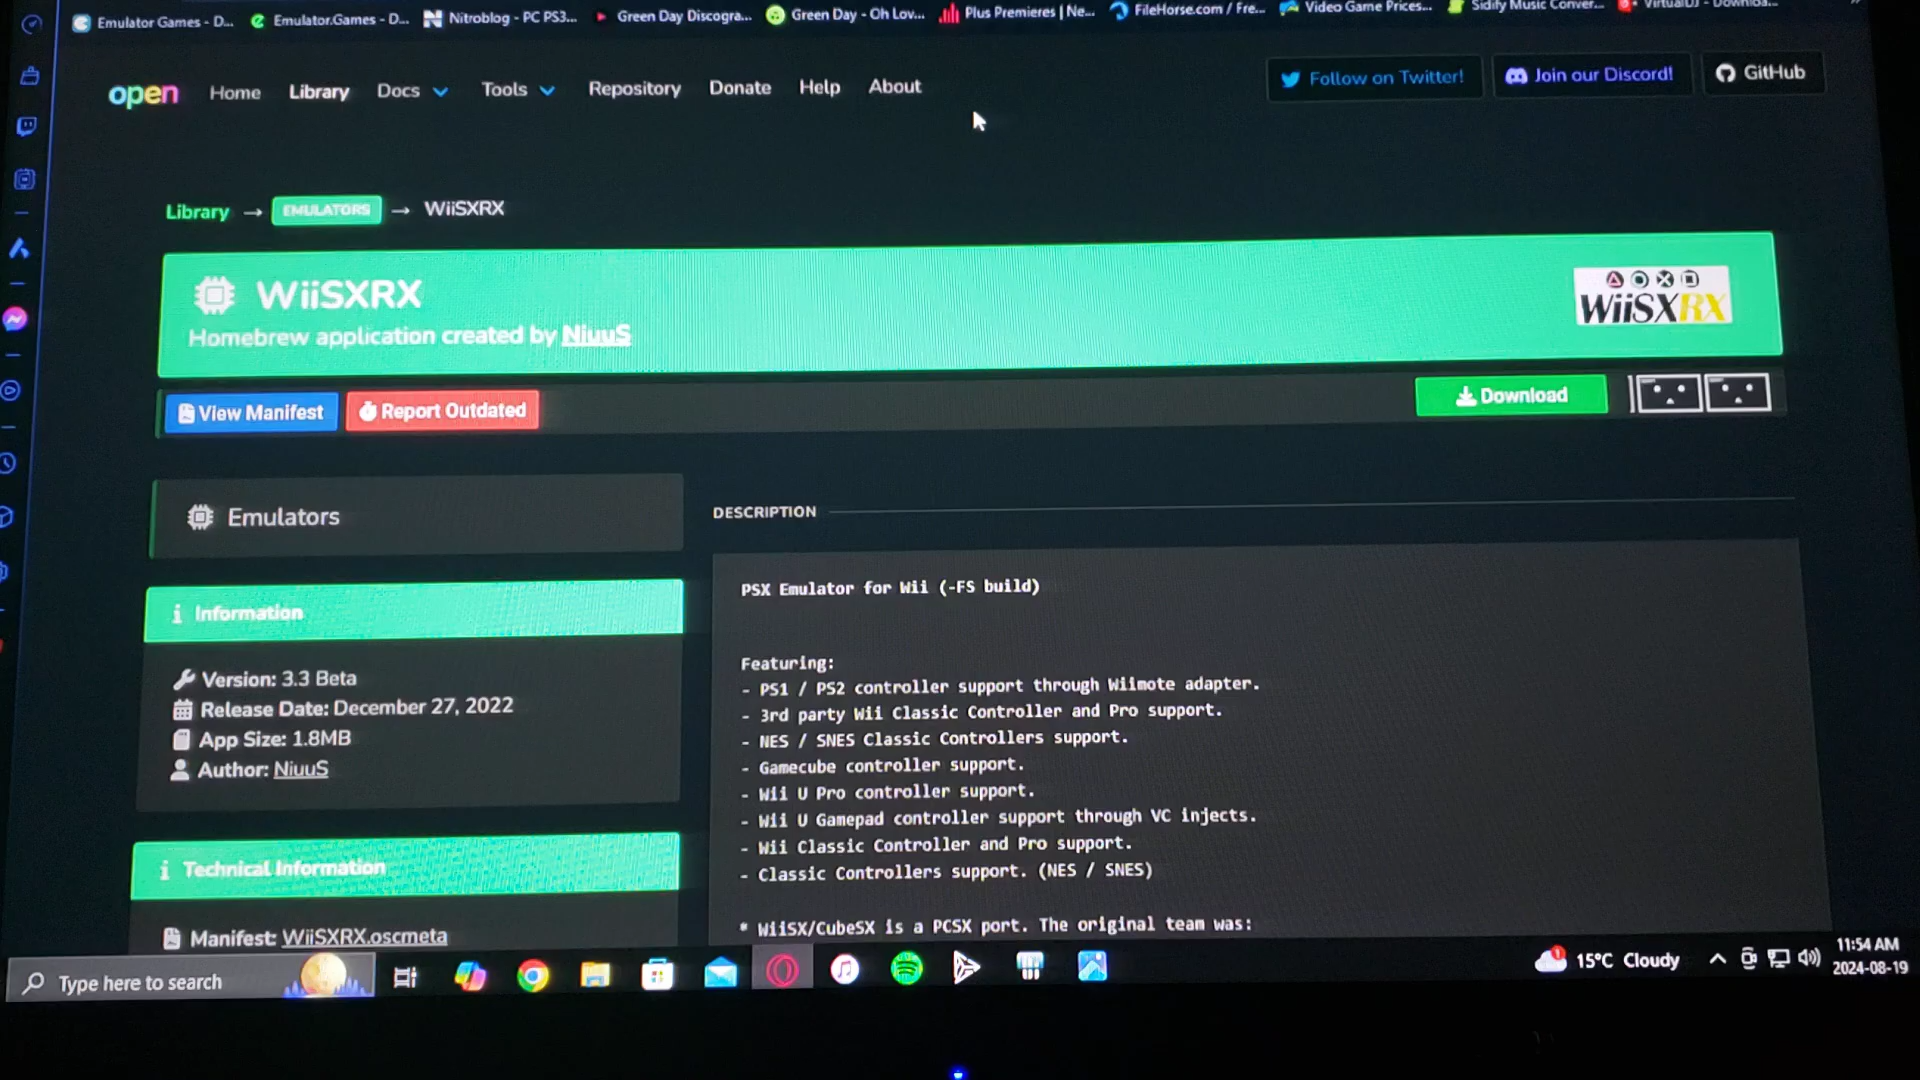 Emulator Games - D...
Emulator.Games - D...
Nitroblog - PC PS3...
Green Day Discogra...
Green Day - Oh Lov...
Plus Premieres | Ne...
FileHorse.com / Fre...
Video Game Prices...
Sidify Music Conver...
VirtualDJ - Downloa...
open
Home
Library
Docs
Tools
Repository
Donate
Help
About
Follow on Twitter!
Join our Discord!
GitHub
Library → EMULATORS → WiiSXRX
WiiSXRX
Homebrew application created by NiuuS
WiiSXRX
View Manifest
Report Outdated
Download
Emulators
Information
Version: 3.3 Beta
Release Date: December 27, 2022
App Size: 1.8MB
Author: NiuuS
Technical Information
Manifest: WiiSXRX.oscmeta
DESCRIPTION
PSX Emulator for Wii (-FS build)
Featuring:
- PS1 / PS2 controller support through Wiimote adapter.
- 3rd party Wii Classic Controller and Pro support.
- NES / SNES Classic Controllers support.
- Gamecube controller support.
- Wii U Pro controller support.
- Wii U Gamepad controller support through VC injects.
- Wii Classic Controller and Pro support.
- Classic Controllers support. (NES / SNES)
* WiiSX/CubeSX is a PCSX port. The original team was:
Type here to search
1
15°C Cloudy
11:54 AM
2024-08-19